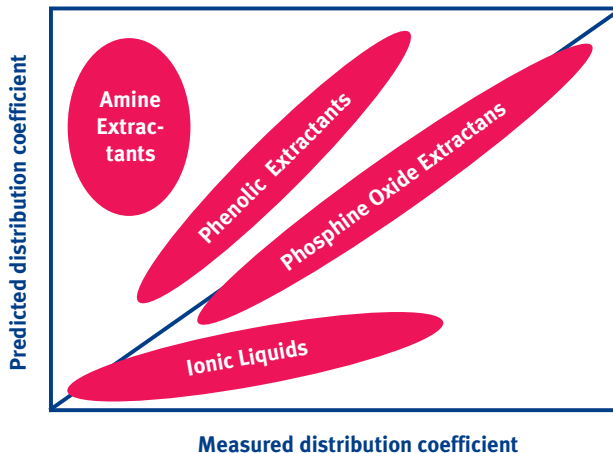 Predicted distribution coefficient
Amine
Extrac-
tants
Phenolic Extractants
Phosphine Oxide Extractans
Ionic Liquids
Measured distribution coefficient